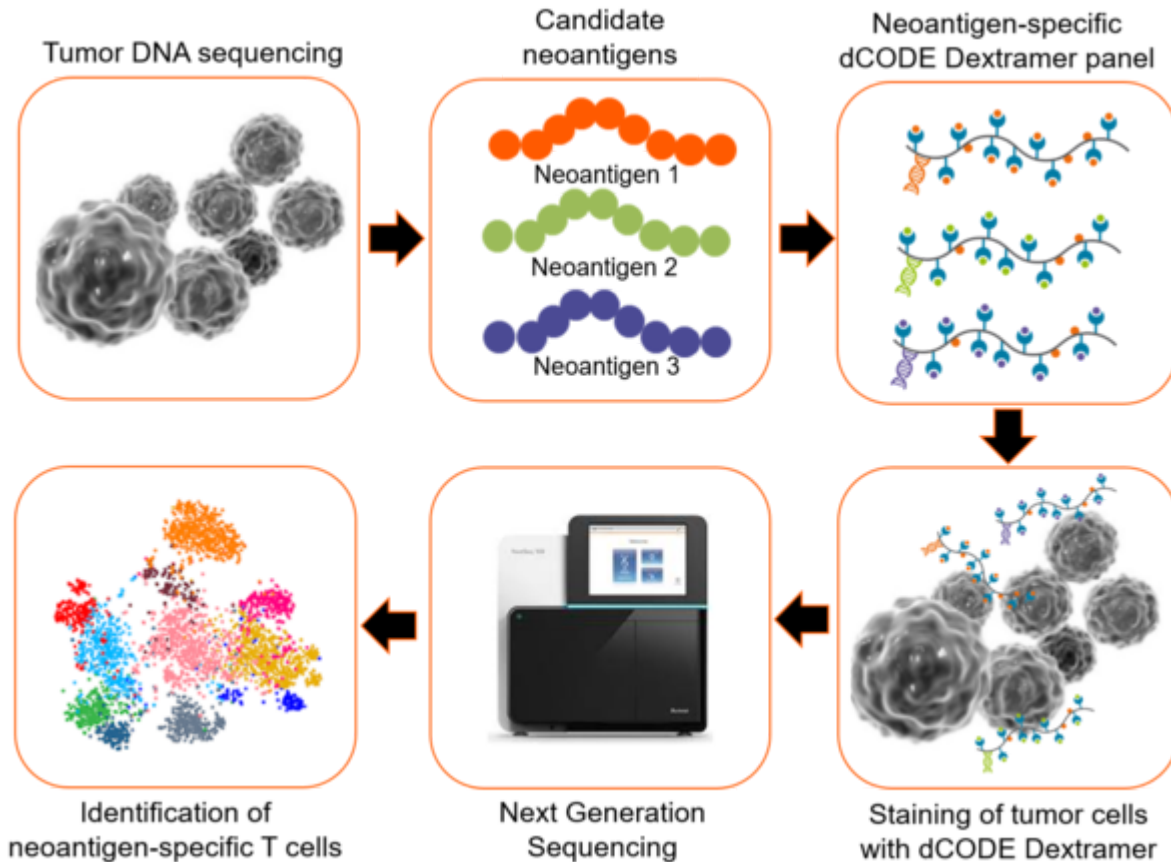 Tumor DNA sequencing
Candidate
neoantigens
Neoantigen-specific
dCODE Dextramer panel
Neoantigen 1
Neoantigen 2
Neoantigen 3
Identification of
neoantigen-specific T cells
Next Generation
Sequencing
Staining of tumor cells
with dCODE Dextramer